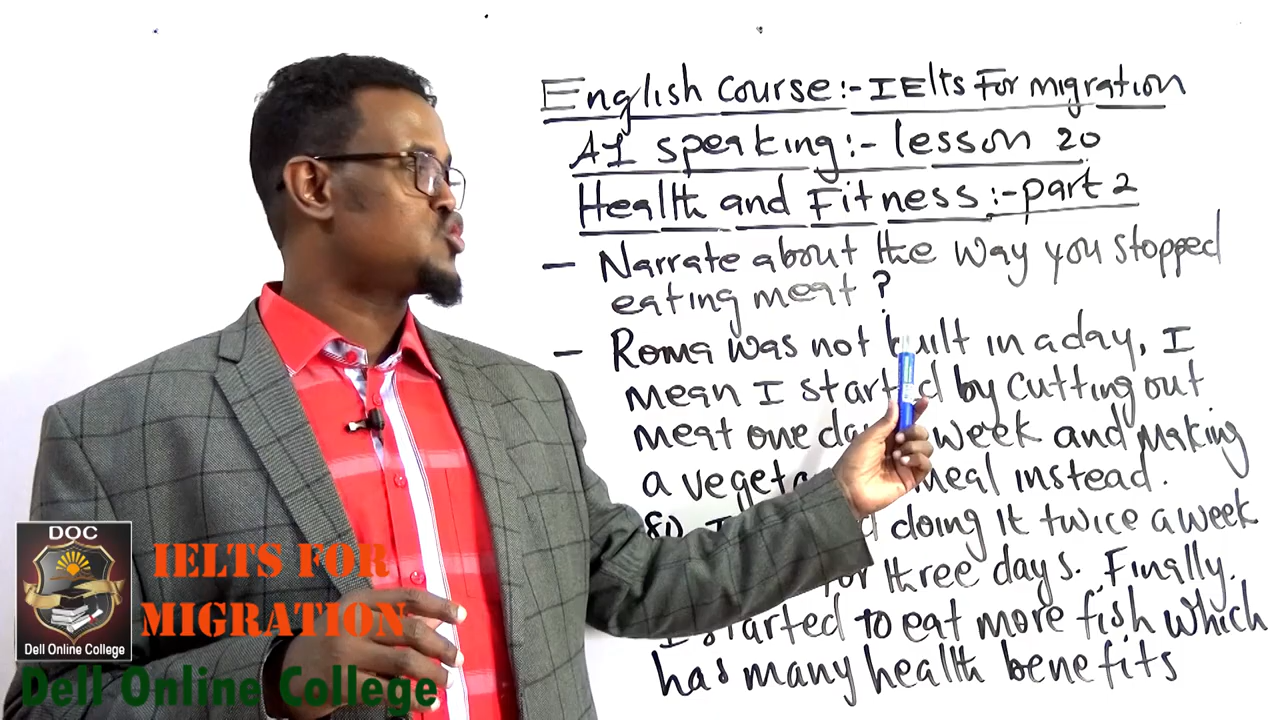 English course:- IElts For migration
AI speaking:- lesson 20
Health and Fitness:- part 2
- Narrate about the way you stopped
eating meat ?
- Roma was not built in a day, I
mean I started by cutting out
meat one day week and making
a meal instead.
doing it twice a week
for three days. Finally,
I started to eat more fish which
has many health benefits
DOC
Dell Online College
IELTS FOR
MIGRATION
Dell Online College